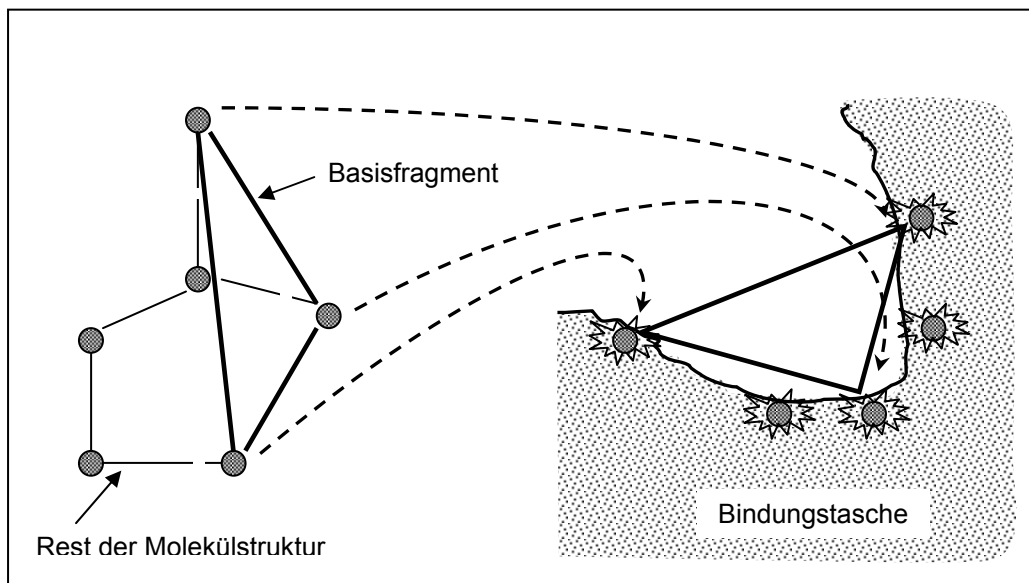 Basisfragment
Bindungstasche
Rest der Molekülstruktur